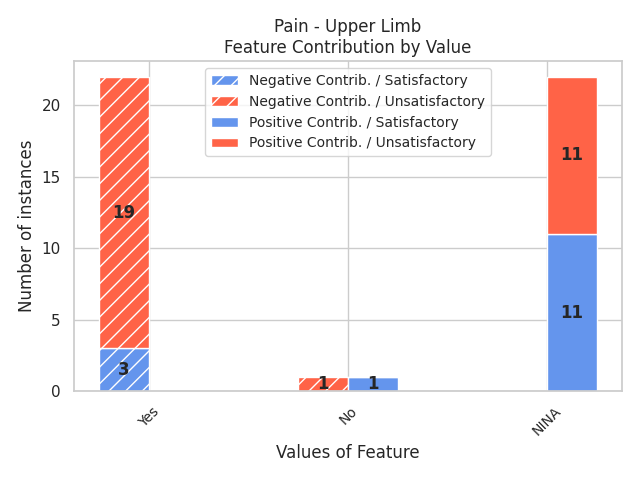 Pain - Upper Limb
Feature Contribution by Value
Negative Contrib. / Satisfactory
Negative Contrib. / Unsatisfactory
Positive Contrib. / Satisfactory
Positive Contrib. / Unsatisfactory
Number of instances
20
15
10
5
0
19
3
1
1
11
11
Yes
No
NINA
Values of Feature